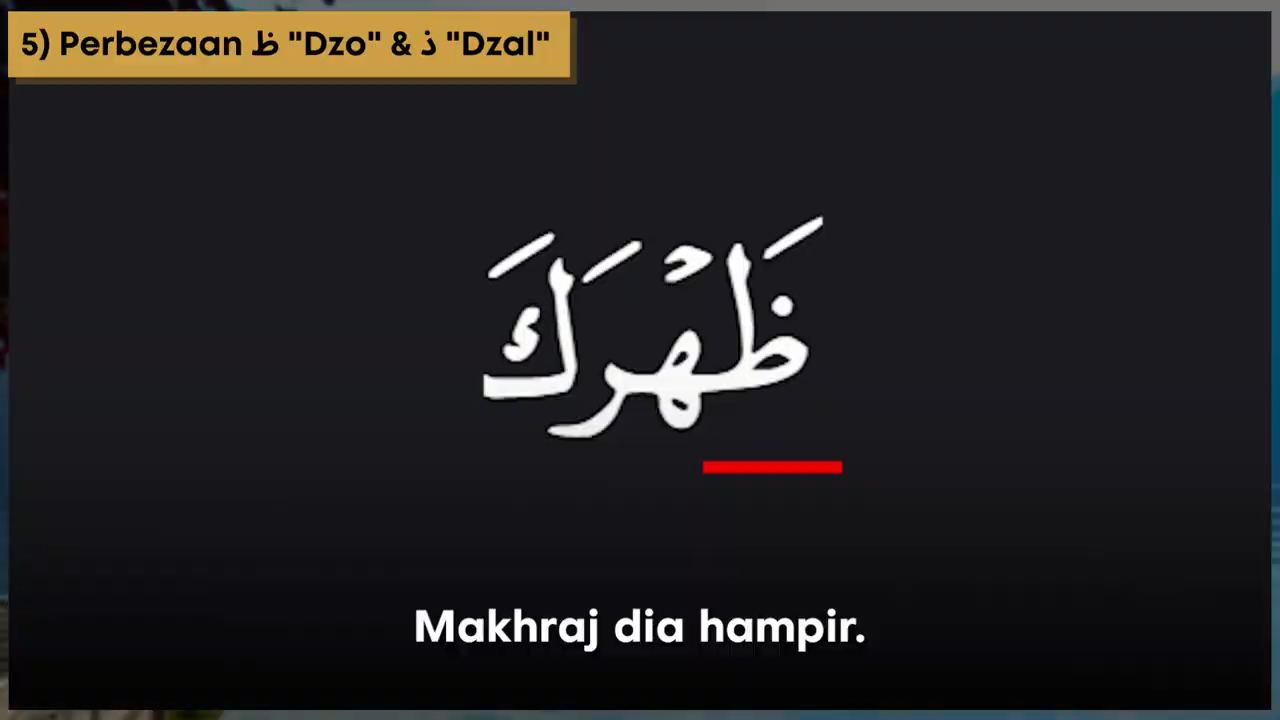 5) Perbezaan ظ "Dzo" & ذ "Dzal"
ظَهْرَكَ
Makhraj dia hampir.